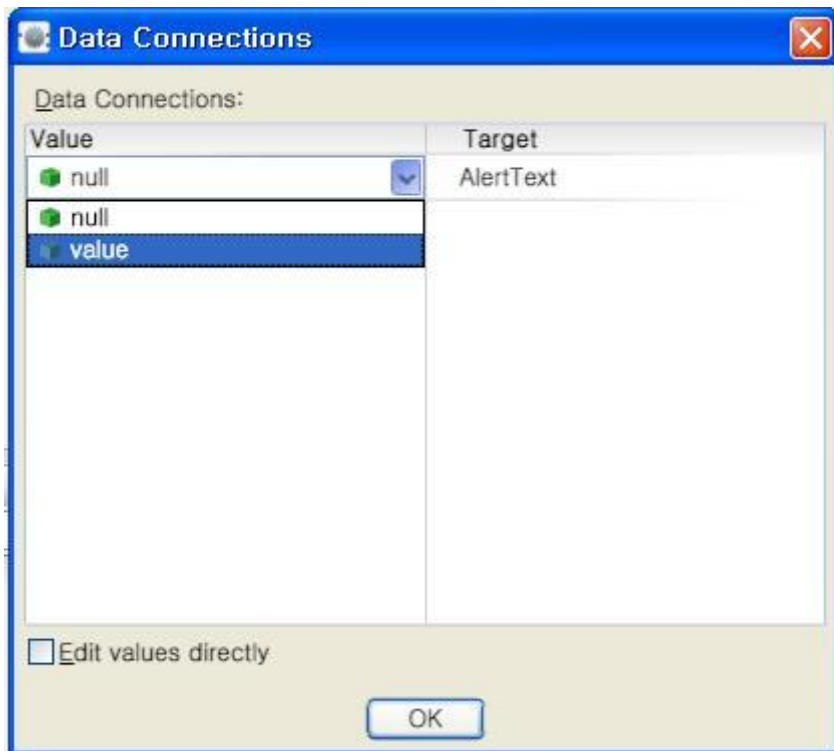 Data Connections
Data Connections:
Value Target
null AlertText
null
value
Edit values directly
OK